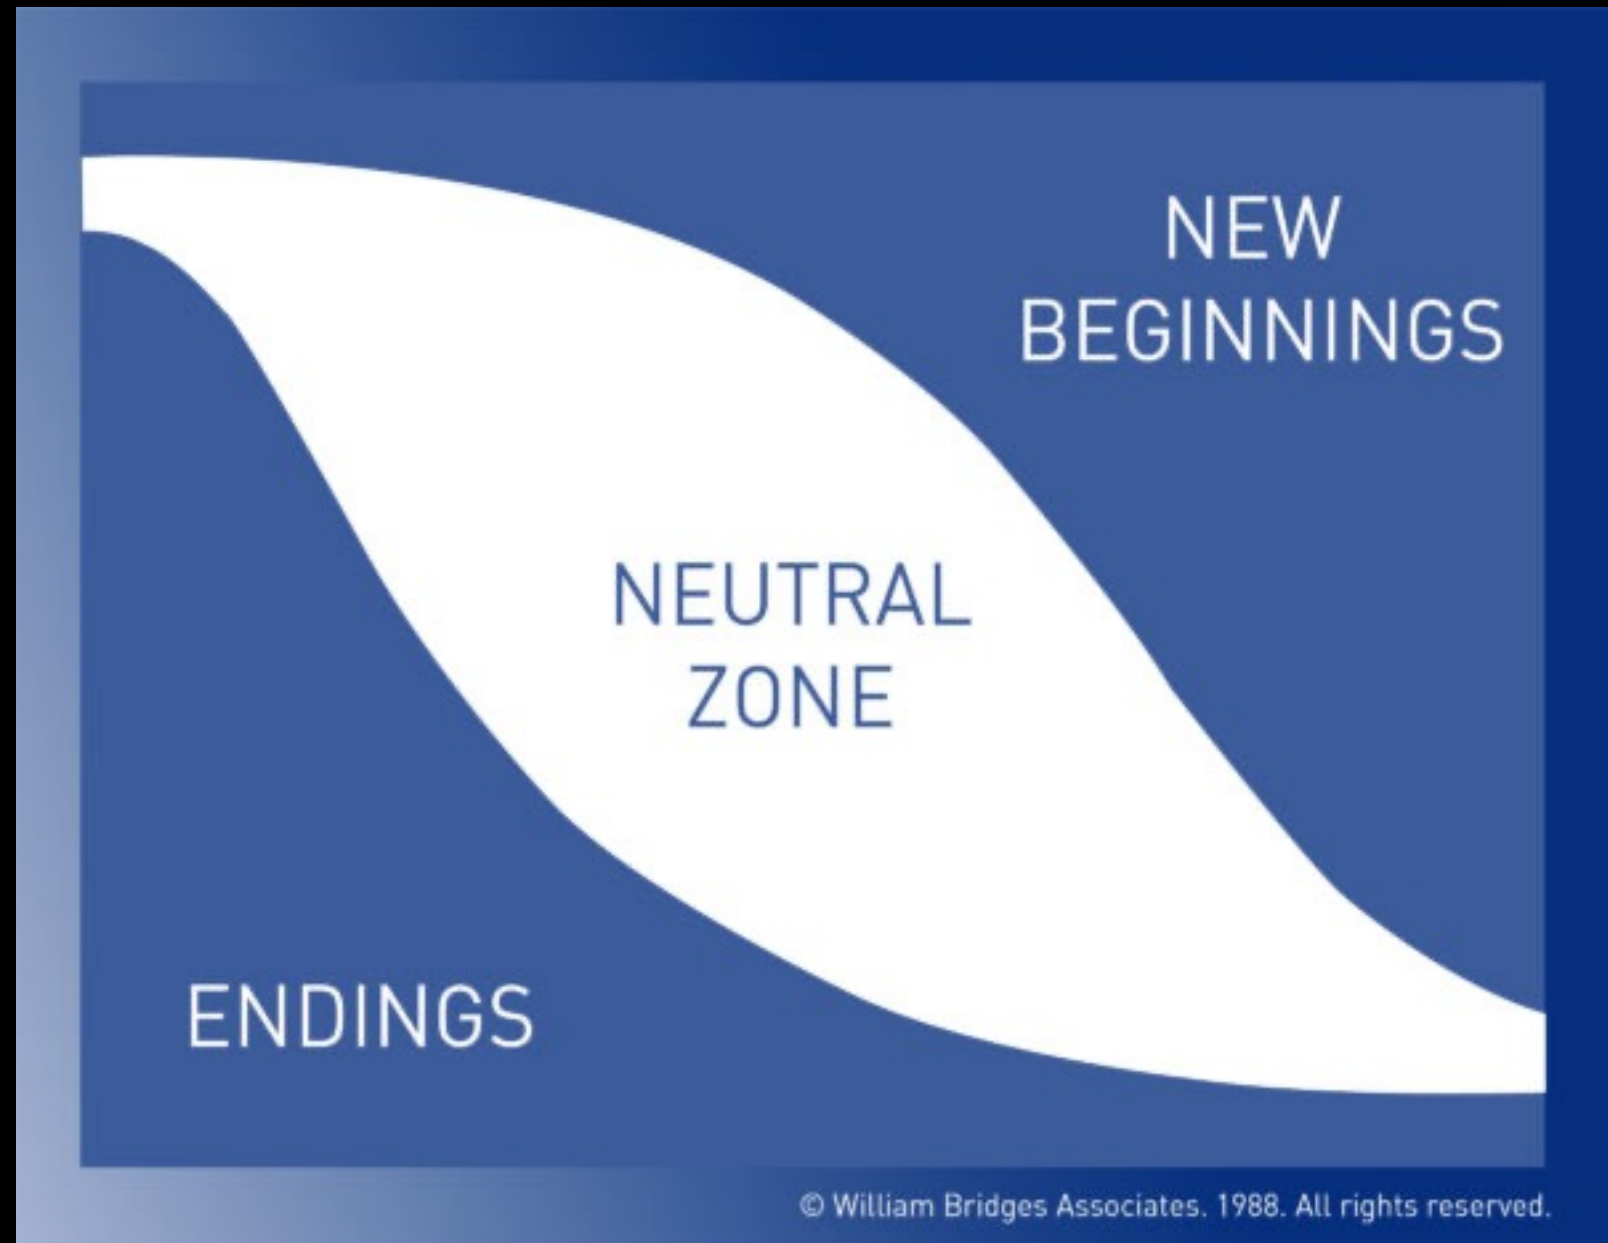 NEW
BEGINNINGS
NEUTRAL
ZONE
ENDINGS
© William Bridges Associates. 1988. All rights reserved.